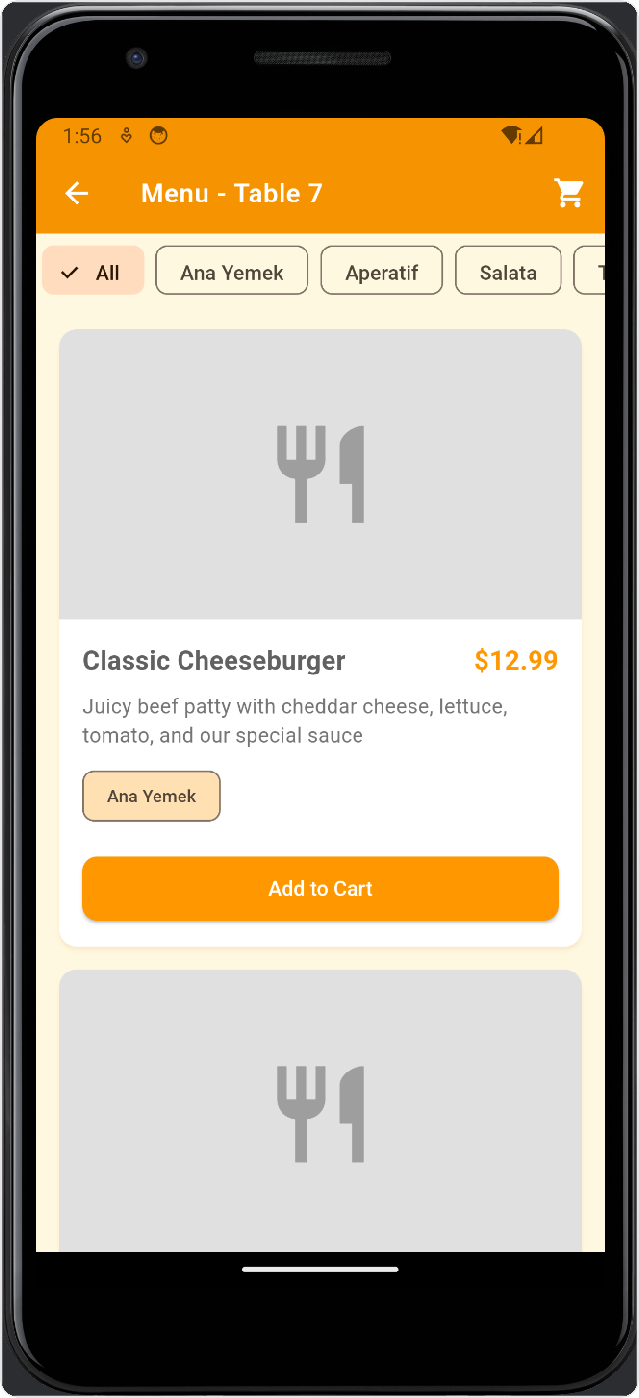 1:56
Menu - Table 7
All
Ana Yemek
Aperatif
Salata
Classic Cheeseburger
$12.99
Juicy beef patty with cheddar cheese, lettuce,
tomato, and our special sauce
Ana Yemek
Add to Cart